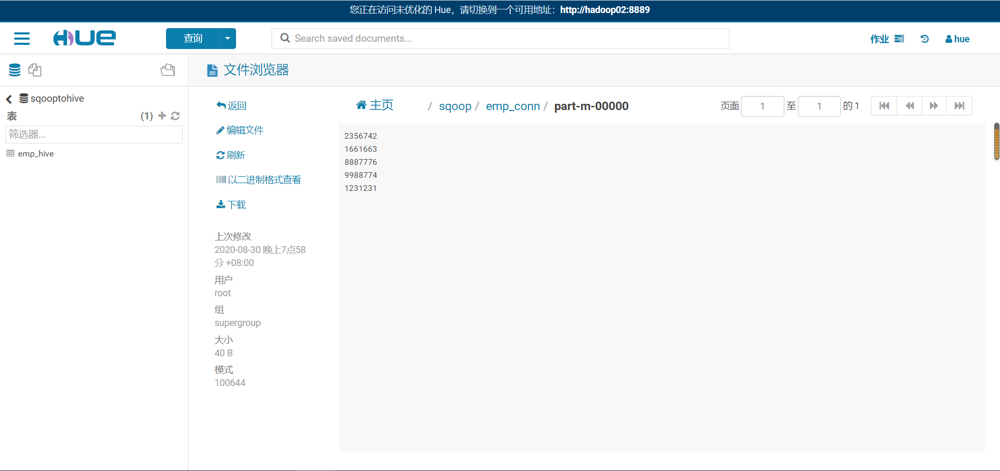 您正在访问未优化的 Hue，请切换到一个可用地址：http://hadoop02:8889
HUE
查询
Search saved documents...
作业
hue
sqooptohive
表
(1)
筛选器...
emp_hive
文件浏览器
返回
编辑文件
刷新
以二进制格式查看
下载
上次修改
2020-08-30 晚上7点58
分 +08:00
用户
root
组
supergroup
大小
40 B
模式
100644
主页 / sqoop / emp_conn / part-m-00000
页面 1 至 1 的 1
2356742
1661663
8887776
9988774
1231231